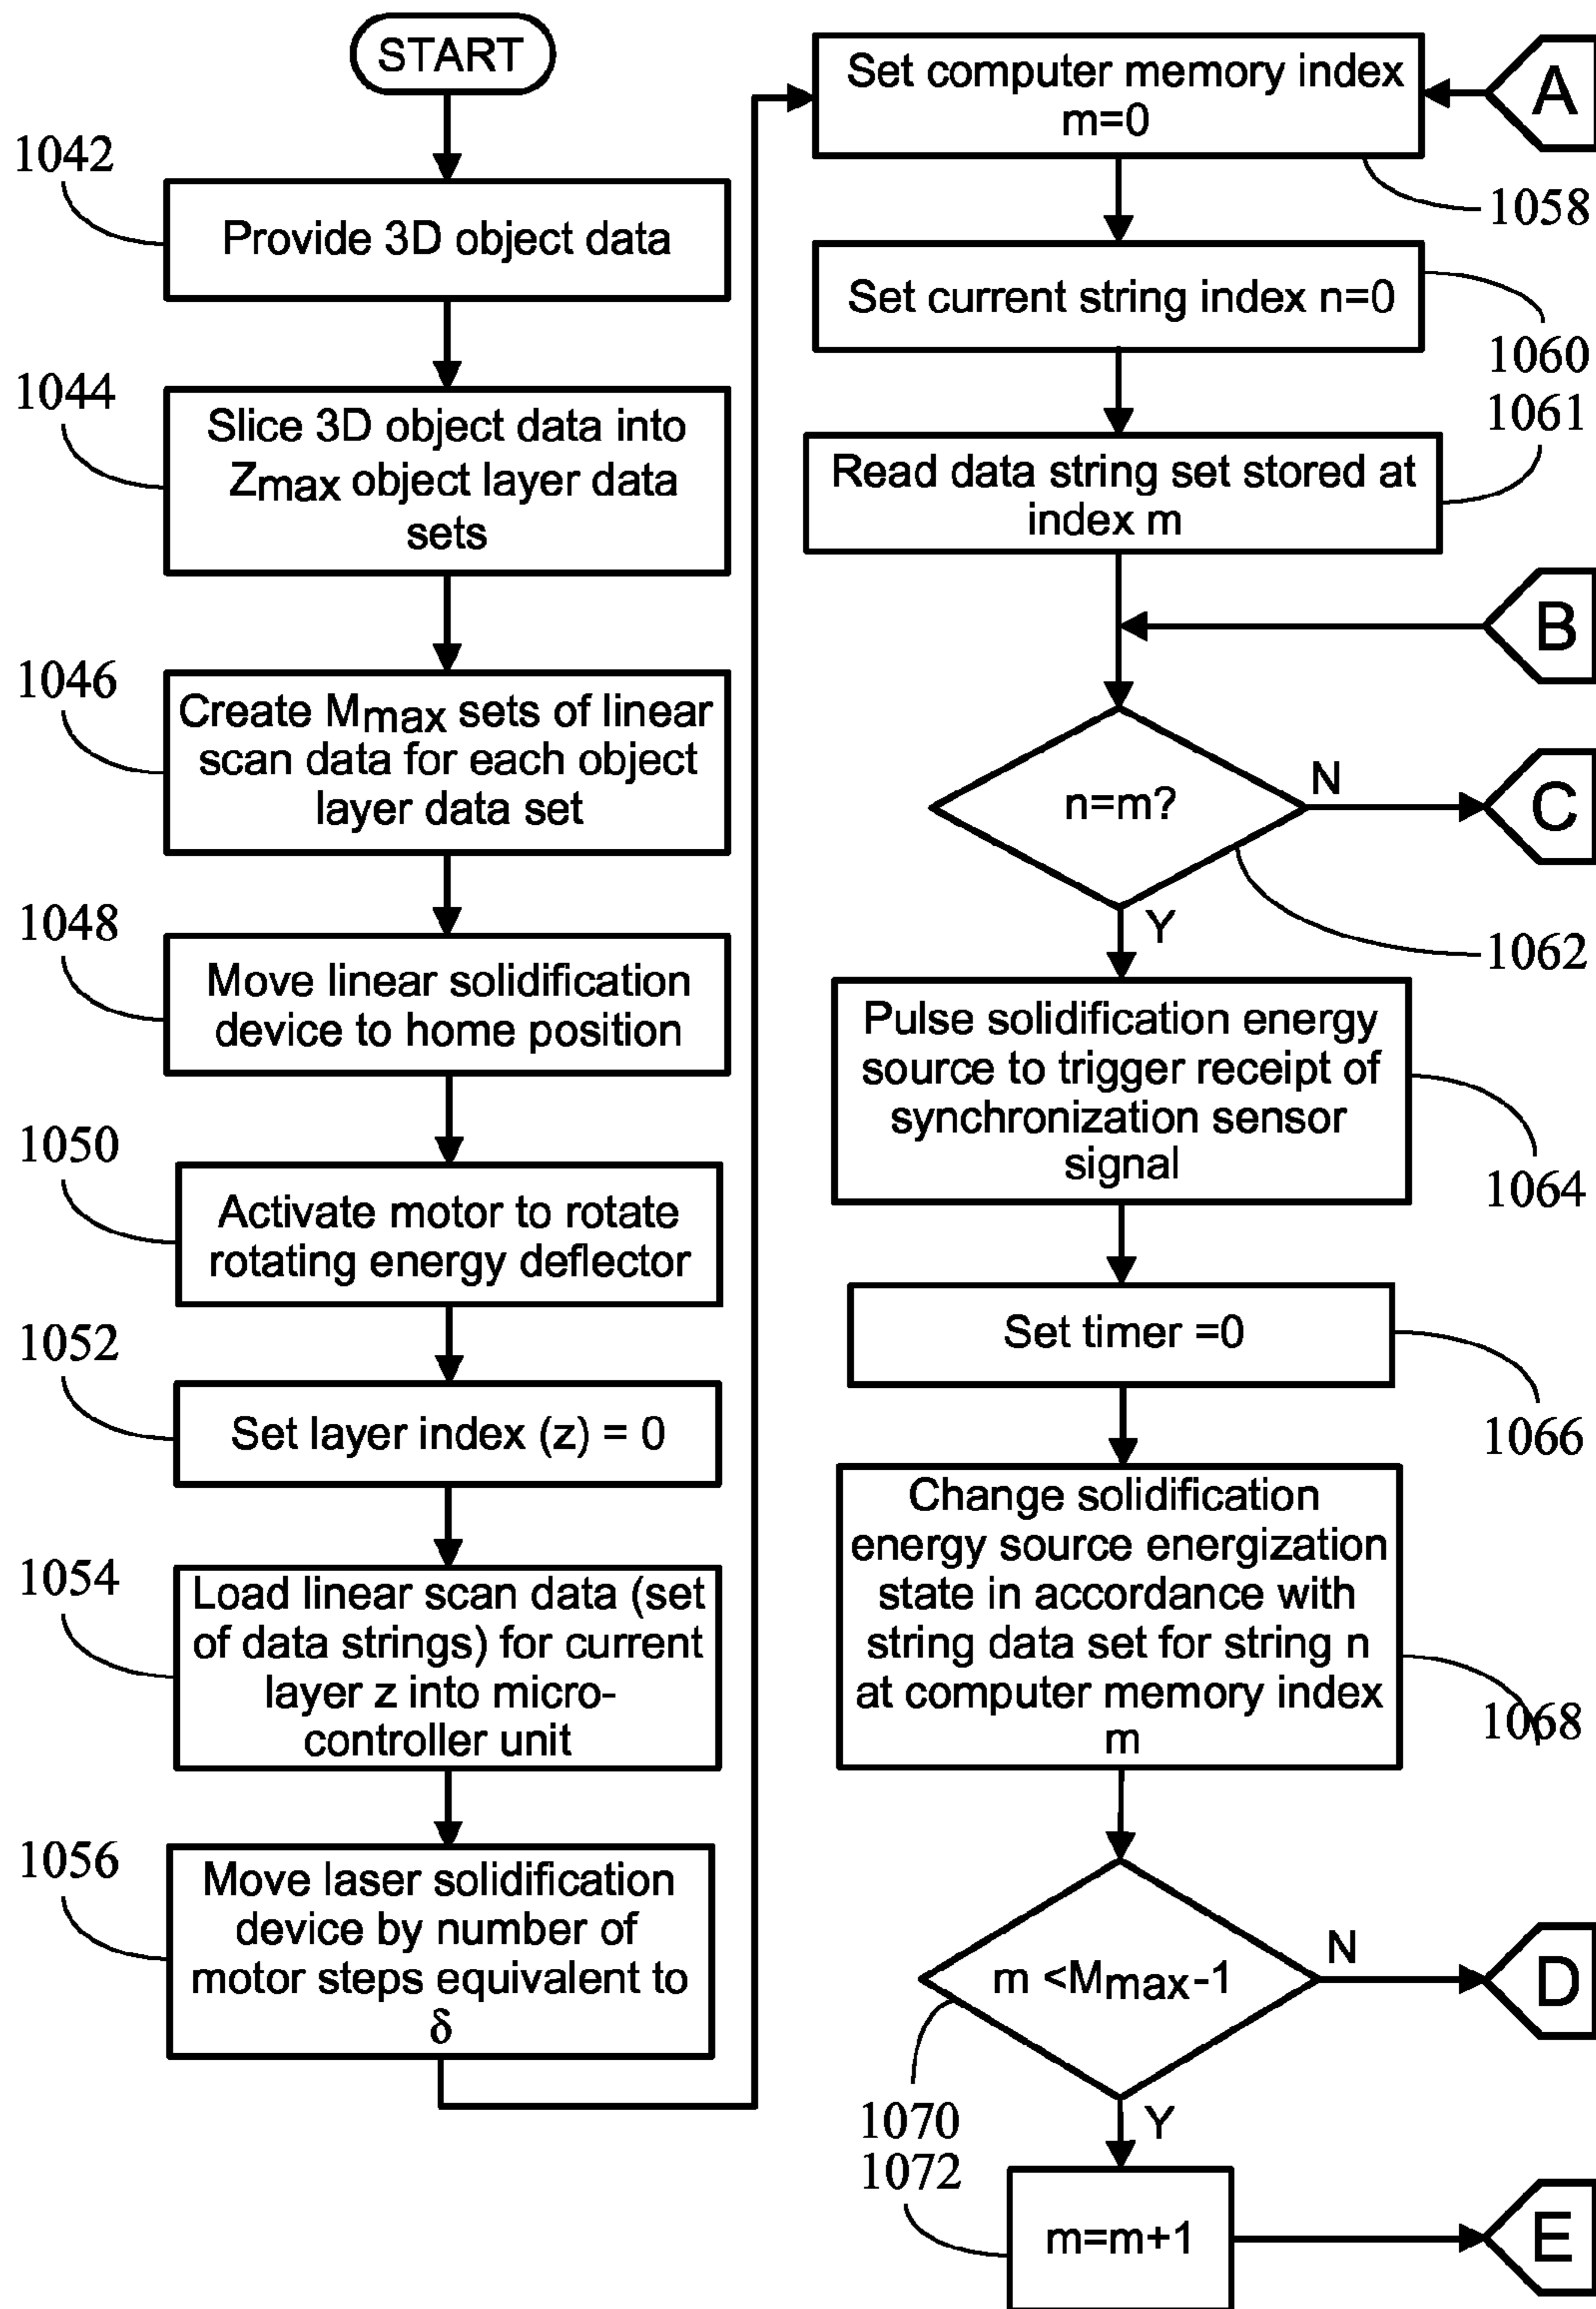 START
1042
Provide 3D object data
1044
Slice 3D object data into
Zmax object layer data
sets
1046
Create Mmax sets of linear
scan data for each object
layer data set
1048
Move linear solidification
device to home position
1050
Activate motor to rotate
rotating energy deflector
1052
Set layer index (z) = 0
1054
Load linear scan data (set
of data strings) for current
layer z into micro-
controller unit
1056
Move laser solidification
device by number of
motor steps equivalent to
δ
Set computer memory index
m=0
A
1058
Set current string index n=0
1060
1061
Read data string set stored at
index m
B
n=m?
N
C
Y
1062
Pulse solidification energy
source to trigger receipt of
synchronization sensor
signal
1064
Set timer =0
1066
Change solidification
energy source energization
state in accordance with
string data set for string n
at computer memory index
m
1068
m <Mmax-1
N
D
1070
Y
1072
m=m+1
E